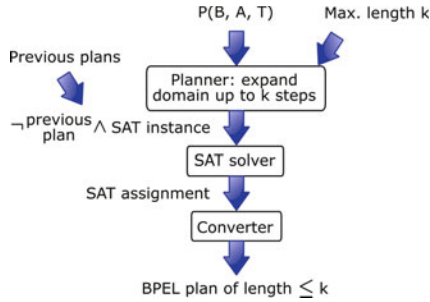 P(B, A, T)
Max. length k
Previous plans
Planner: expand
domain up to k steps
¬ previous plan ∧ SAT instance
SAT solver
SAT assignment
Converter
BPEL plan of length ≤ k